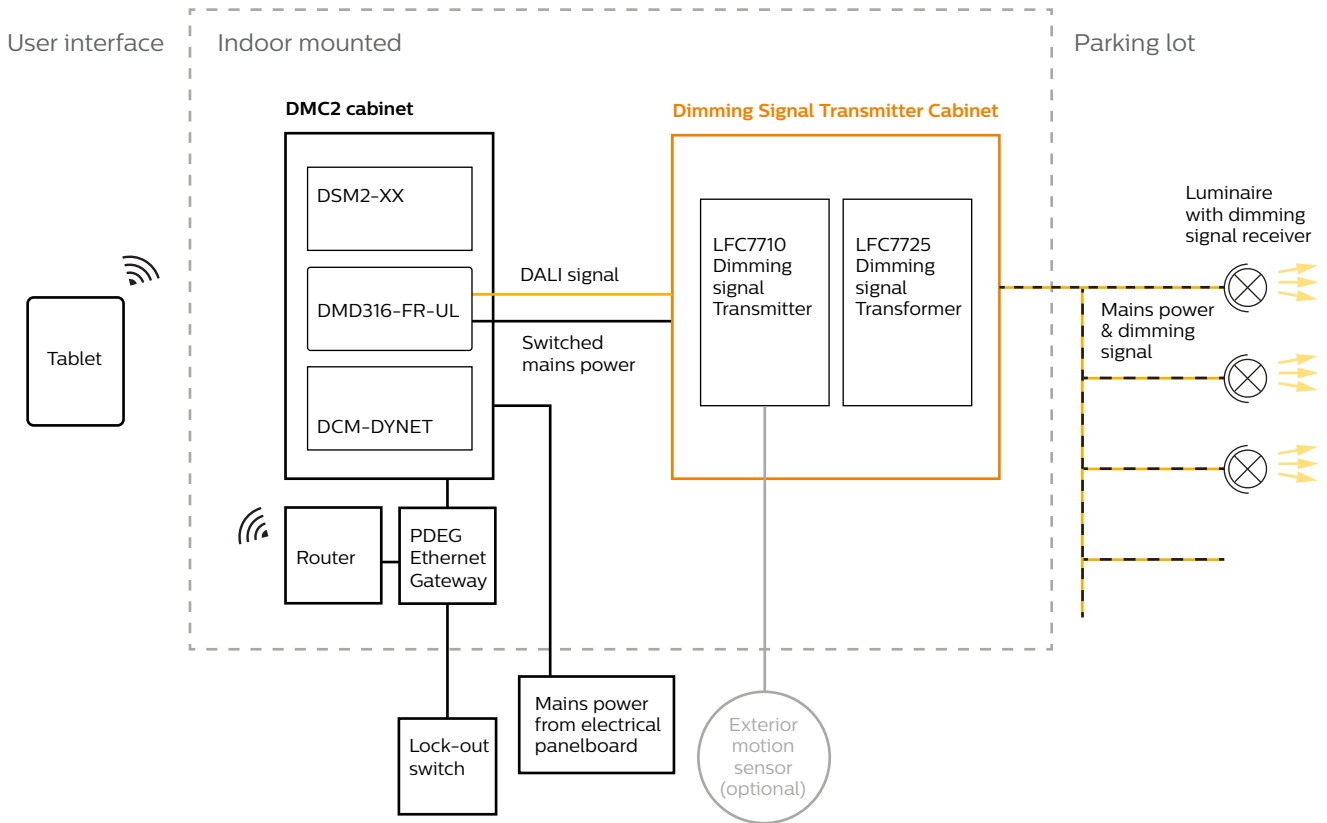 User interface
Indoor mounted
Parking lot
DMC2 cabinet
Dimming Signal Transmitter Cabinet
DSM2-XX
DMD316-FR-UL
DCM-DYNET
DALI signal
Switched
mains power
LFC7710
Dimming
signal
Transmitter
LFC7725
Dimming
signal
Transformer
Luminaire
with dimming
signal receiver
Mains power
& dimming
signal
Tablet
Router
PDEG
Ethernet
Gateway
Lock-out
switch
Mains power
from electrical
panelboard
Exterior
motion
sensor
(optional)